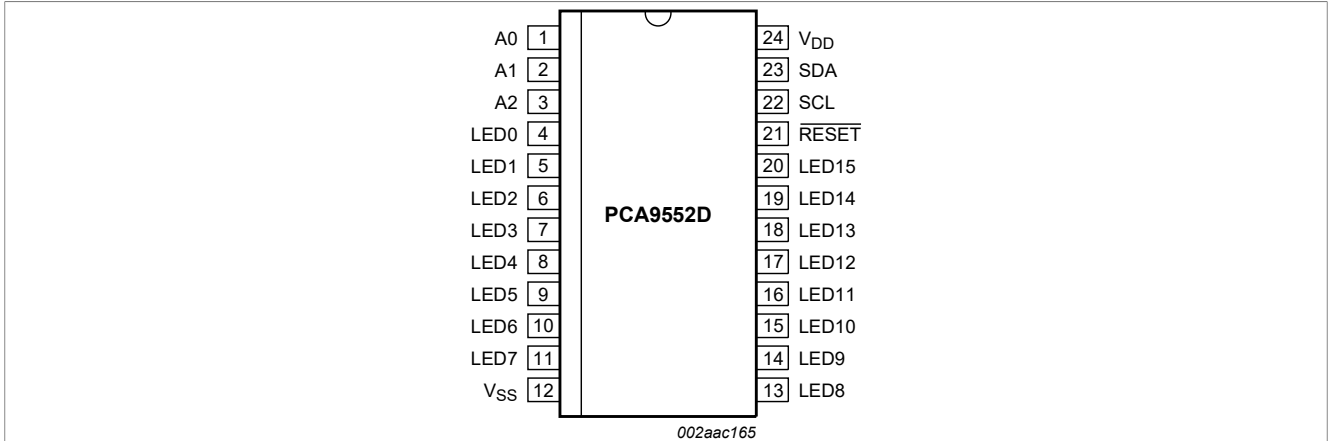 A0 1
A1 2
A2 3
LED0 4
LED1 5
LED2 6
LED3 7
LED4 8
LED5 9
LED6 10
LED7 11
VSS 12
PCA9552D
24 VDD
23 SDA
22 SCL
21 RESET
20 LED15
19 LED14
18 LED13
17 LED12
16 LED11
15 LED10
14 LED9
13 LED8
002aac165